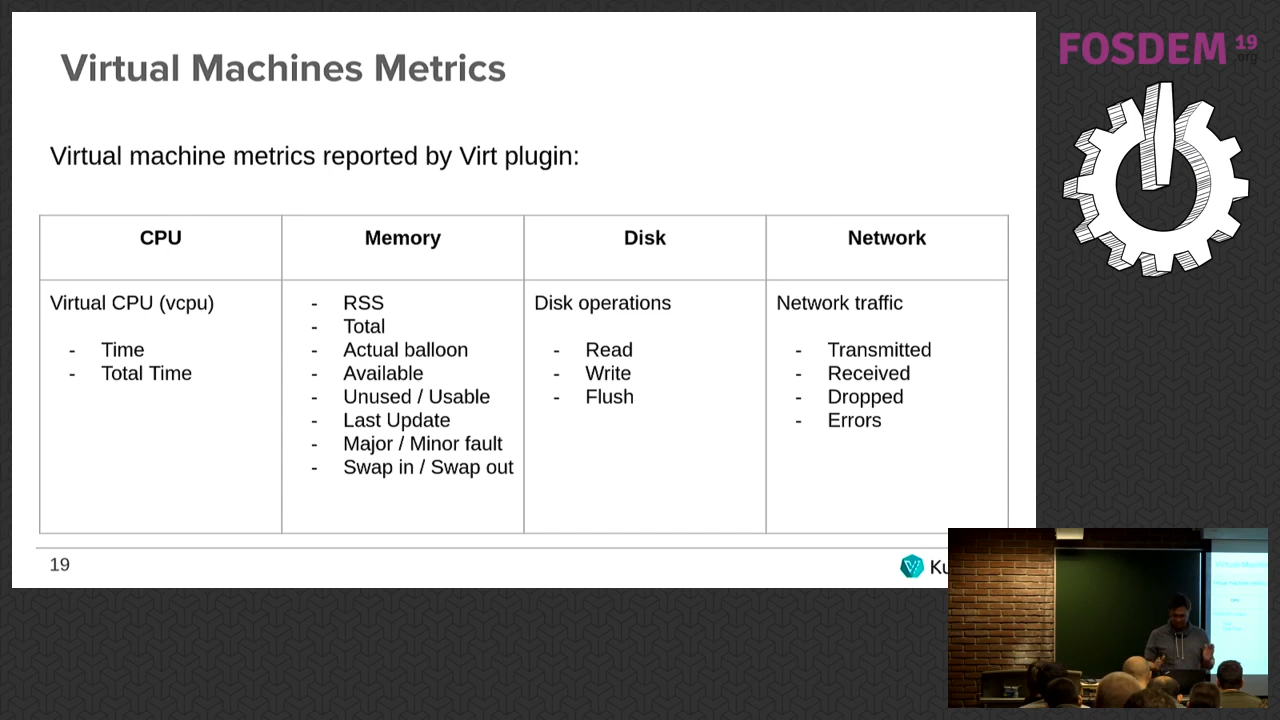 Virtual Machines Metrics
FOSDEM 19
.org
Virtual machine metrics reported by Virt plugin:
CPU
Memory
Disk
Network
Virtual CPU (vcpu)
- Time
- Total Time
- RSS
- Total
- Actual balloon
- Available
- Unused / Usable
- Last Update
- Major / Minor fault
- Swap in / Swap out
Disk operations
- Read
- Write
- Flush
Network traffic
- Transmitted
- Received
- Dropped
- Errors
19
Ku